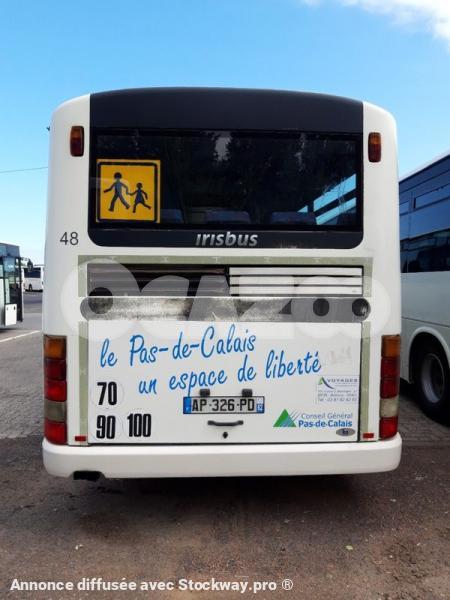 48
irisbus
OCAZOO
le Pas-de-Calais
un espace de liberté
70
90 100
AP-326-PD
VOYAGES
Conseil Général
Pas-de-Calais
Annonce diffusée avec Stockway.pro ®